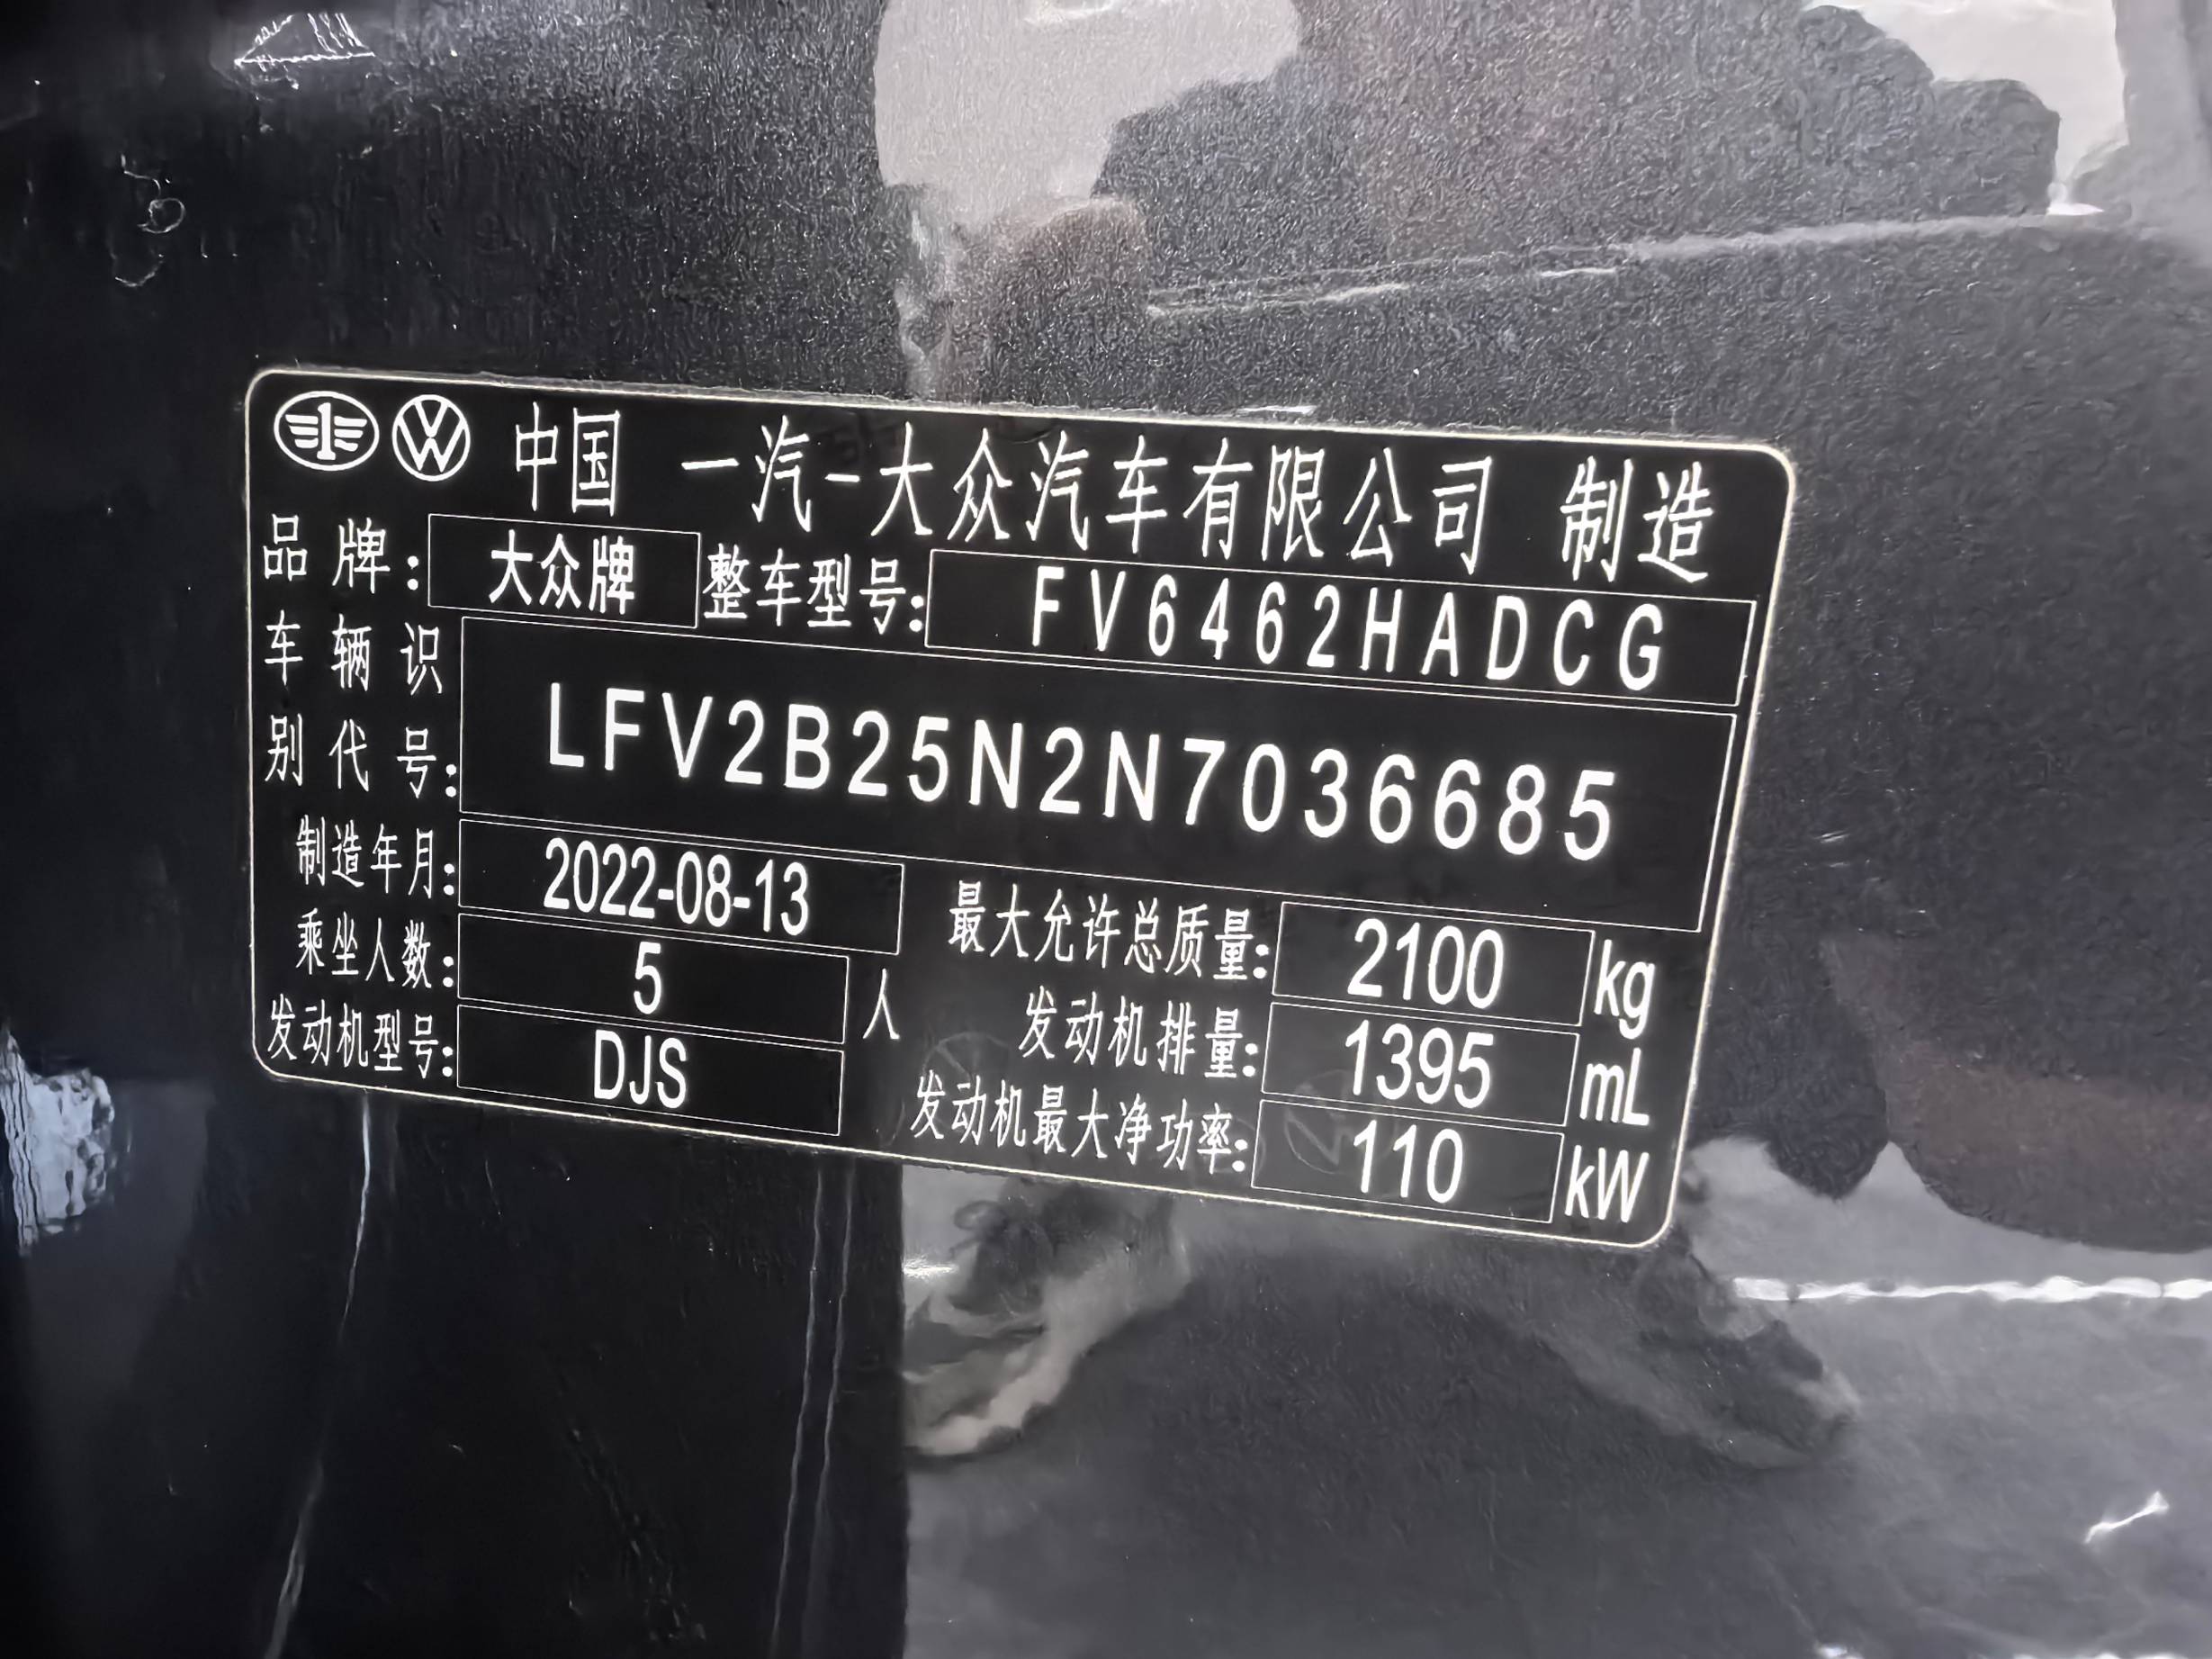 中国 一汽-大众汽车有限公司 制造
品牌: 大众牌 整车型号: FV6462HADCG
车辆识
别代号: LFV2B25N2N7036685
制造年月: 2022-08-13 最大允许总质量: 2100 kg
乘坐人数: 5 人 发动机排量: 1395 mL
发动机型号: DJS 发动机最大净功率: 110 kW